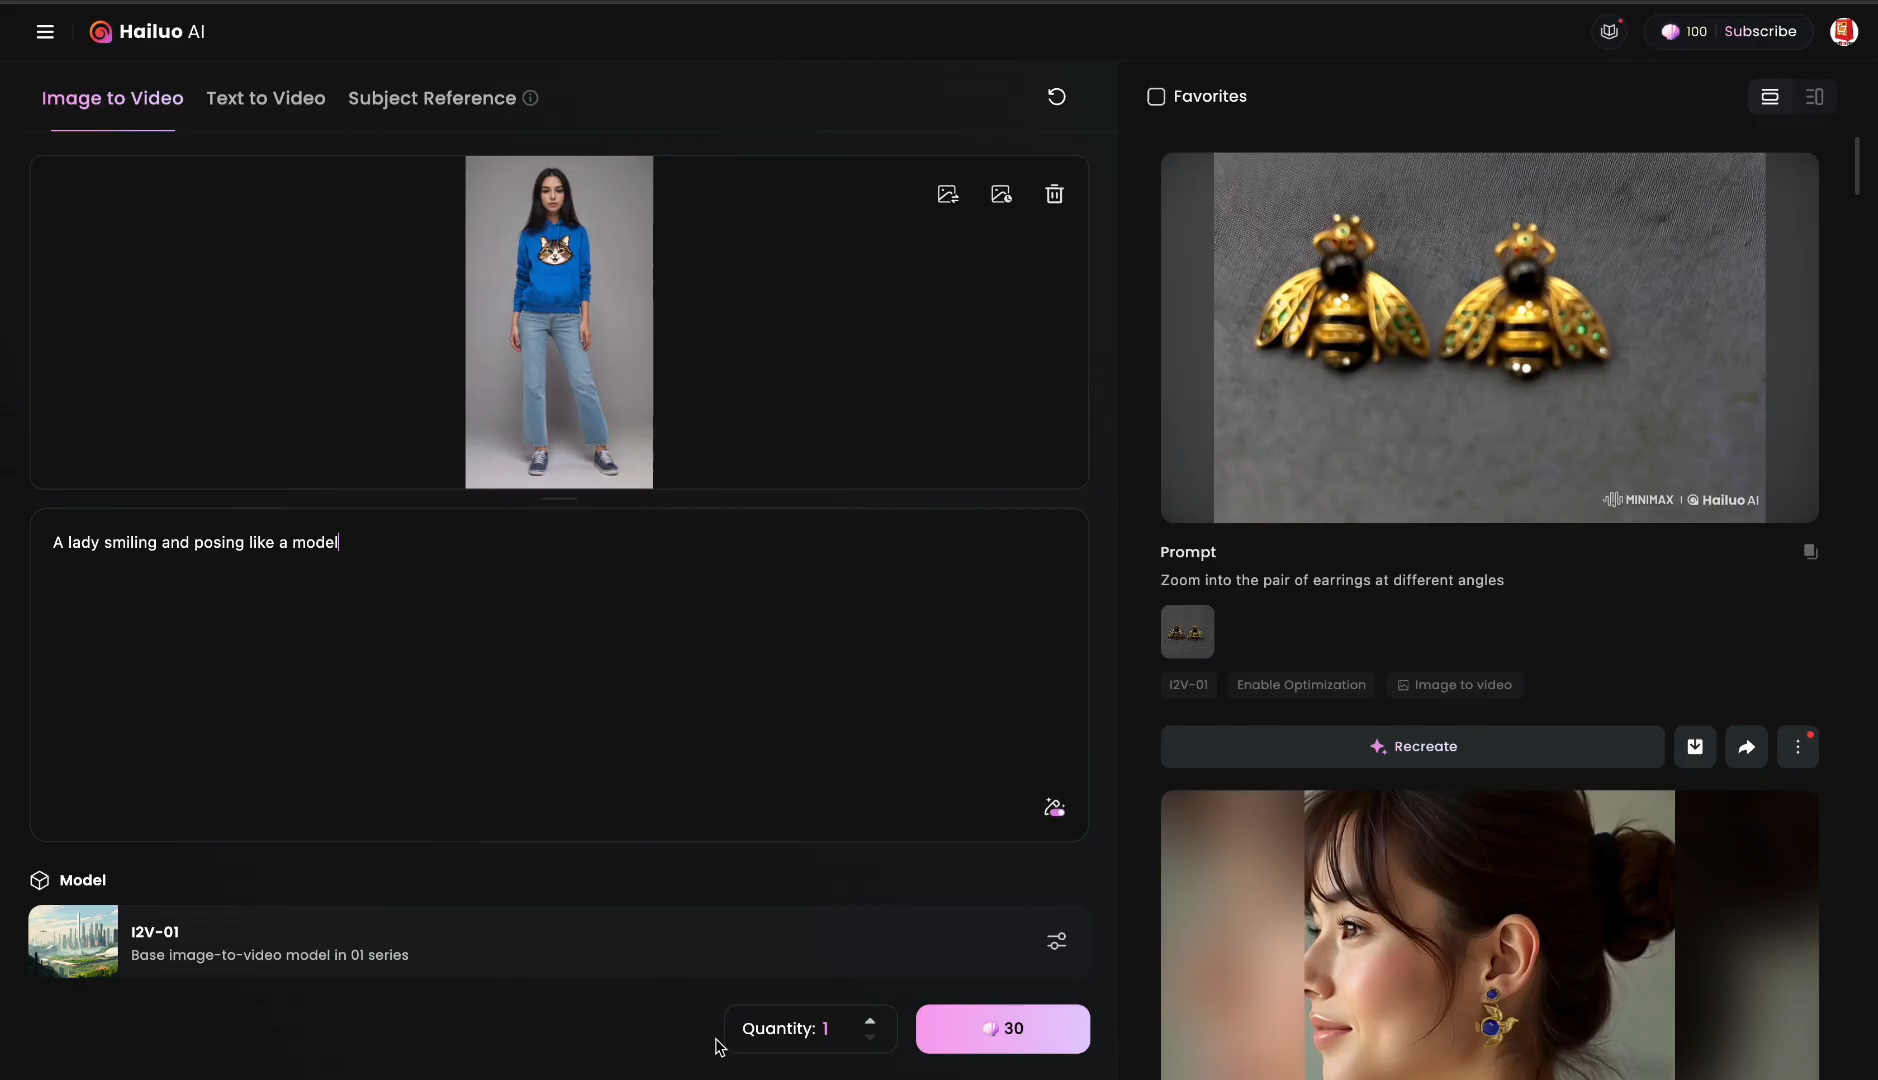 Hailuo AI
100 Subscribe
Image to Video Text to Video Subject Reference
Favorites
A lady smiling and posing like a model
MINIMAX | Hailuo AI
Prompt
Zoom into the pair of earrings at different angles
I2V-01 Enable Optimization Image to video
Recreate
Model
I2V-01
Base image-to-video model in 01 series
Quantity: 1
30